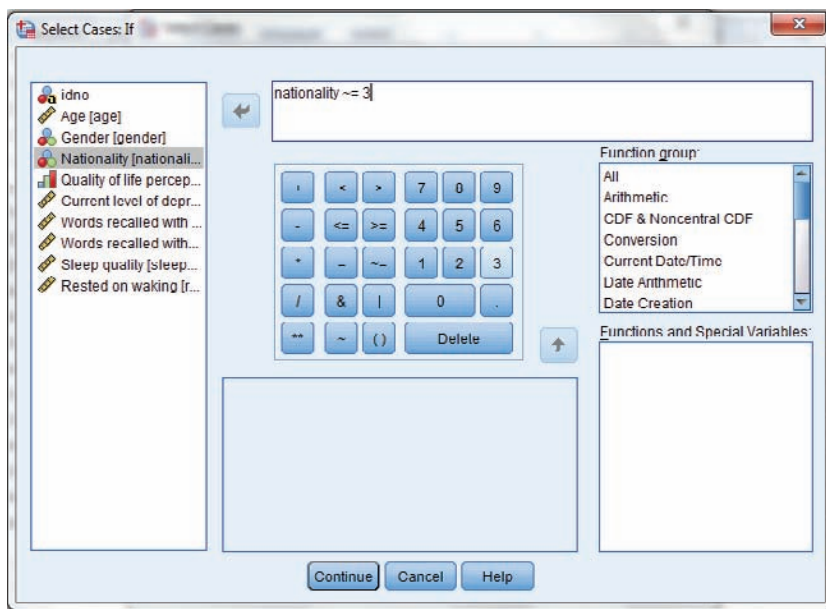 Select Cases: If
nationality ~= 3
idno
Age [age]
Gender [gender]
Nationality [nationali...
Quality of life percep...
Current level of depr...
Words recalled with ...
Words recalled with...
Sleep quality [sleep...
Rested on waking [r...
< > 7 8 9
- <= >= 4 5 6
* 1 2 3
/ & | 0 .
** ~ ( ) Delete
Function group:
All
Arithmetic
CDF & Noncentral CDF
Conversion
Current Date/Time
Date Arithmetic
Date Creation
Functions and Special Variables:
Continue Cancel Help